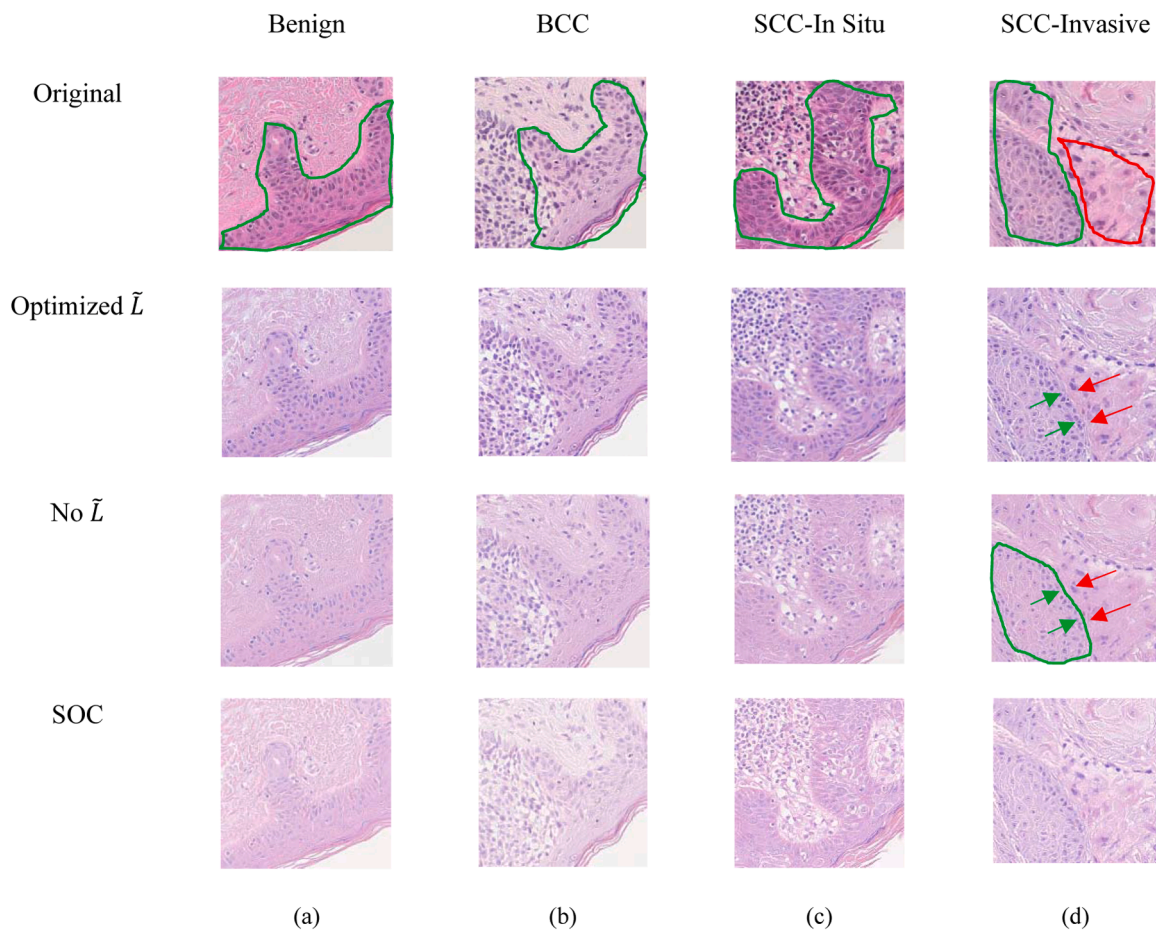 Benign BCC SCC-In Situ SCC-Invasive
Original
Optimized L̃
No L̃
SOC
(a) (b) (c) (d)